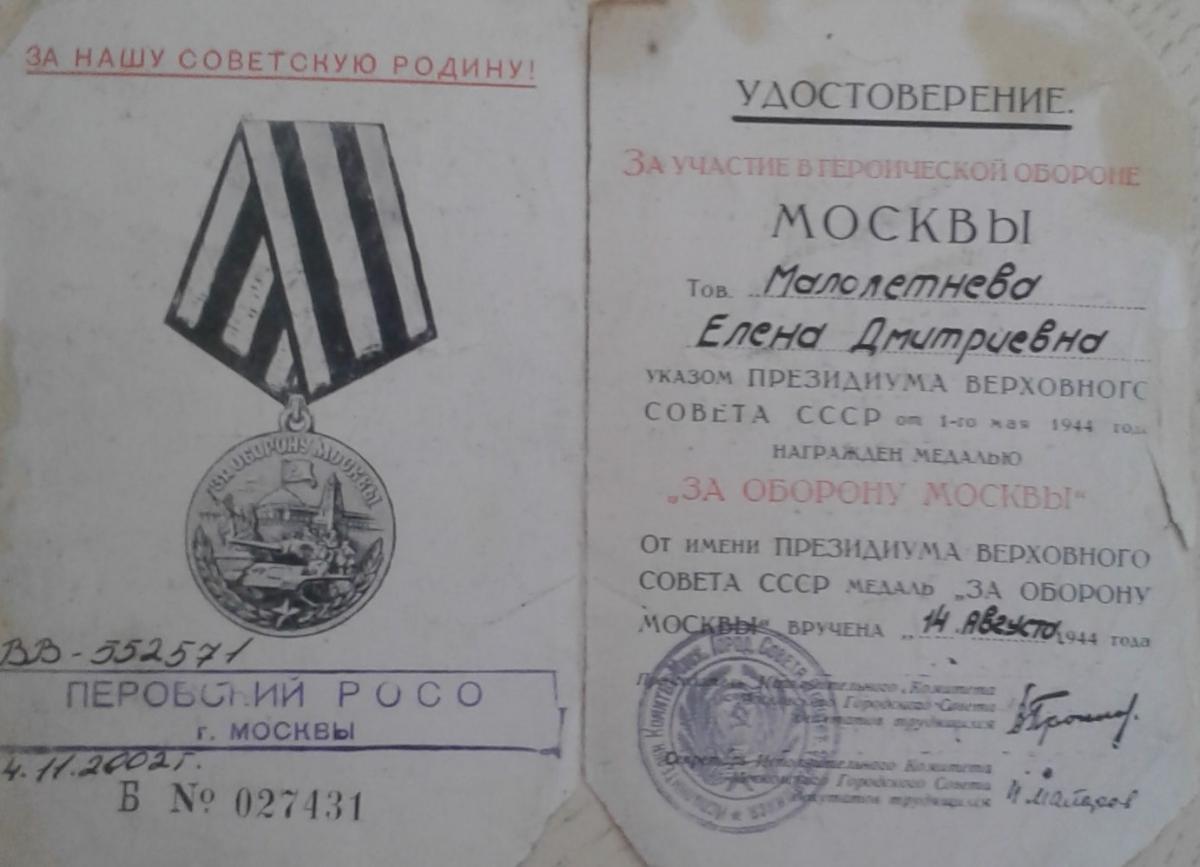 ЗА НАШУ СОВЕТСКУЮ РОДИНУ!
ЗА ОБОРОНУ МОСКВЫ
ВВ-552571
ПЕРОВСКИЙ РОСО
г. МОСКВЫ
4.11.2002г.
Б № 027431
УДОСТОВЕРЕНИЕ.
ЗА УЧАСТИЕ В ГЕРОИЧЕСКОЙ ОБОРОНЕ
МОСКВЫ
Тов. Малолетнева
Елена Дмитриевна
УКАЗОМ ПРЕЗИДИУМА ВЕРХОВНОГО
СОВЕТА СССР от 1-го мая 1944 года
НАГРАЖДЕН МЕДАЛЬЮ
„ЗА ОБОРОНУ МОСКВЫ“
ОТ ИМЕНИ ПРЕЗИДИУМА ВЕРХОВНОГО
СОВЕТА СССР МЕДАЛЬ „ЗА ОБОРОНУ
МОСКВЫ“ ВРУЧЕНА „14 Августа 1944 года
Исполнительного Комитета
Городского Совета
депутатов трудящихся
Секретарь Исполнительного Комитета
Московского Городского Совета
депутатов трудящихся